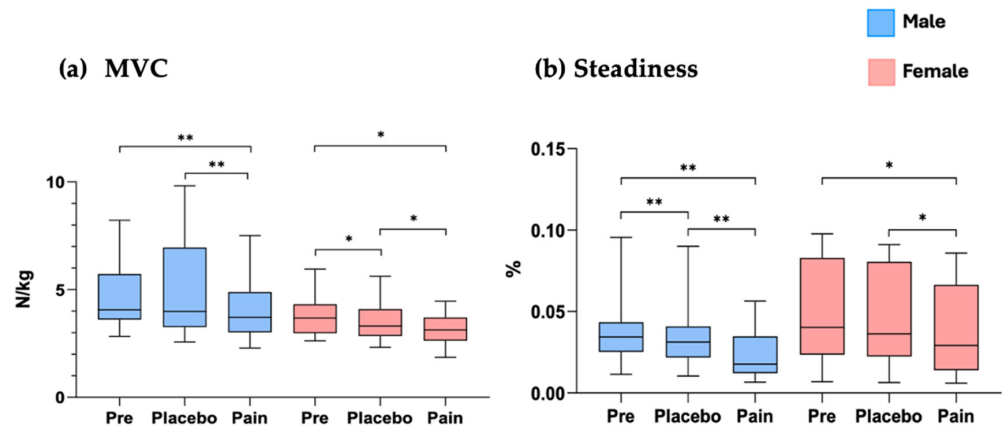 Male
Female
(a) MVC
(b) Steadiness
**
**
*
*
*
N/kg
10
5
0
Pre Placebo Pain Pre Placebo Pain
**
**
**
*
*
%
0.15
0.10
0.05
0.00
Pre Placebo Pain Pre Placebo Pain